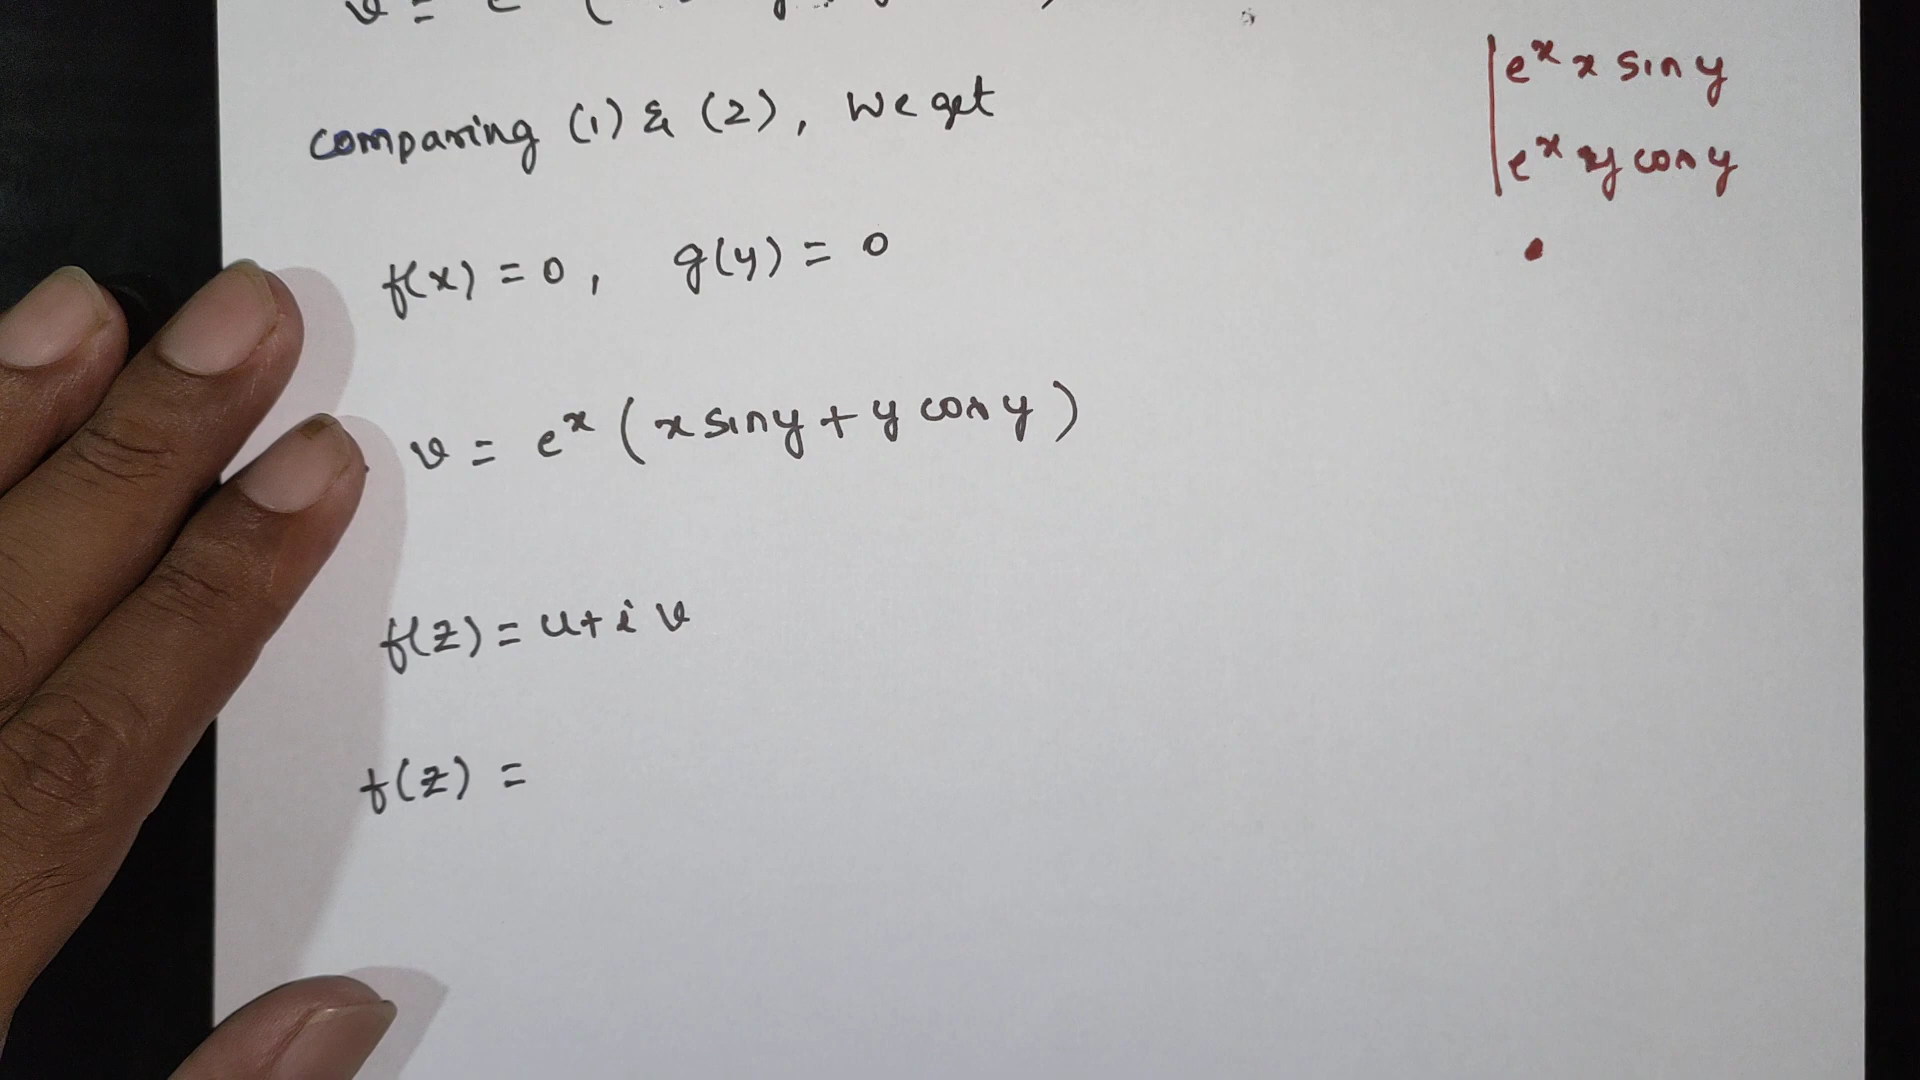 comparing (1) & (2), we get
f(x) = 0, g(y) = 0
v = e^x (x sin y + y cos y)
f(z) = u + i v
f(z) =
e^x x sin y
e^x y cos y